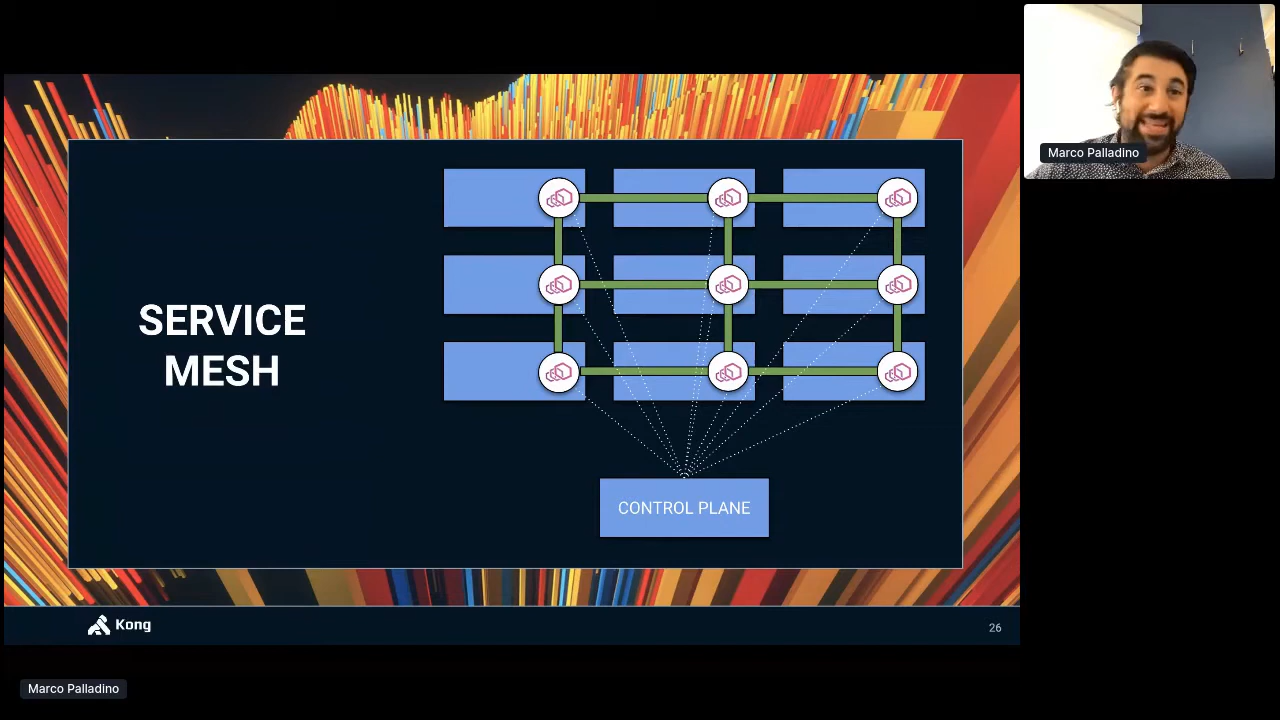 Marco Palladino
SERVICE
MESH
CONTROL PLANE
Kong
26
Marco Palladino